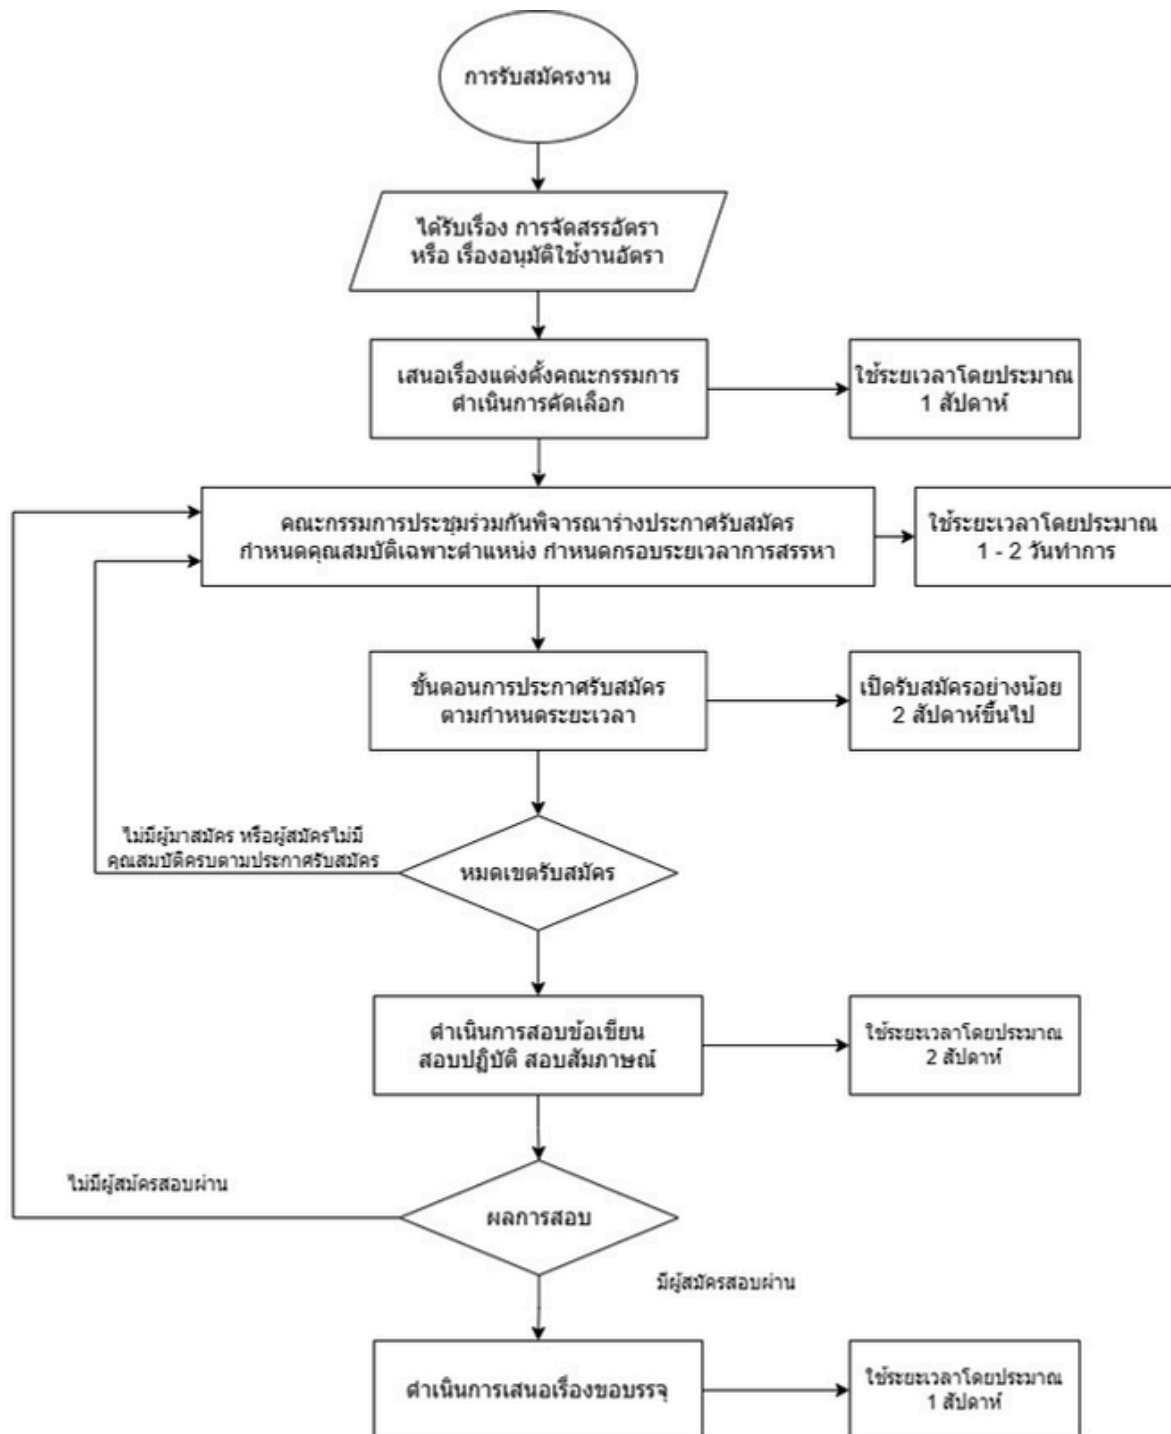 การรับสมัครงาน
ได้รับเรื่อง การจัดสรรอัตรา
หรือ เรื่องอนุมัติใช้งานอัตรา
เสนอเรื่องแต่งตั้งคณะกรรมการ
ดำเนินการคัดเลือก
ใช้ระยเวลาโดยประมาณ
1 สัปดาห์
คณะกรรมการประชุมร่วมกันพิจารณาร่างประกาศรับสมัคร
กำหนดคุณสมบัติเฉพาะตำแหน่ง กำหนดกรอบระยเวลาการสรรหา
ใช้ระยะเวลาโดยประมาณ
1 - 2 วันทำการ
ขั้นตอนการประกาศรับสมัคร
ตามกำหนดระยะเวลา
เปิดรับสมัครอย่างน้อย
2 สัปดาห์ขึ้นไป
ไม่มีผู้มาสมัคร หรือผู้สมัครไม่มี
คุณสมบัติครบตามประกาศรับสมัคร
หมดเขตรับสมัคร
ดำเนินการสอบข้อเขียน
สอบปฏิบัติ สอบสัมภาษณ์
ใช้ระยะเวลาโดยประมาณ
2 สัปดาห์
ไม่มีผู้สมัครสอบผ่าน
ผลการสอบ
มีผู้สมัครสอบผ่าน
ดำเนินการเสนอเรื่องขอบรรจุ
ใช้ระยะเวลาโดยประมาณ
1 สัปดาห์